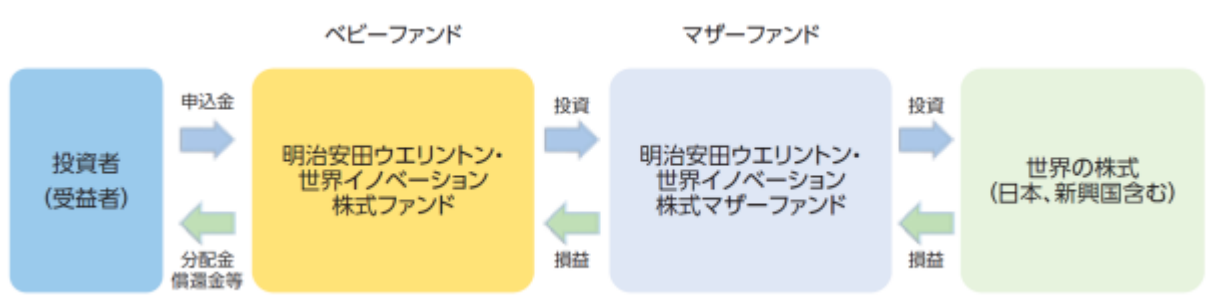 ベビーファンド
マザーファンド
投資者
(受益者)
申込金
分配金
償還金等
明治安田ウエリントン・
世界イノベーション
株式ファンド
投資
損益
明治安田ウエリントン・
世界イノベーション
株式マザーファンド
投資
損益
世界の株式
(日本、新興国含む)